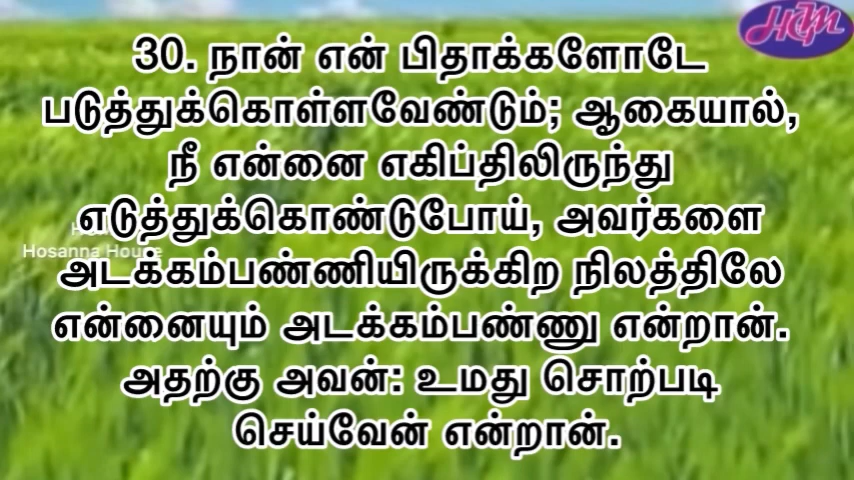 HM
30. நான் என் பிதாக்களோடே
படுத்துக்கொள்ளவேண்டும்; ஆகையால்,
நீ என்னை எகிப்திலிருந்து
எடுத்துக்கொண்டுபோய், அவர்களை
Hosanna House
அடக்கம்பண்ணியிருக்கிற நிலத்திலே
என்னையும் அடக்கம்பண்ணு என்றான்.
அதற்கு அவன்: உமது சொற்படி
செய்வேன் என்றான்.